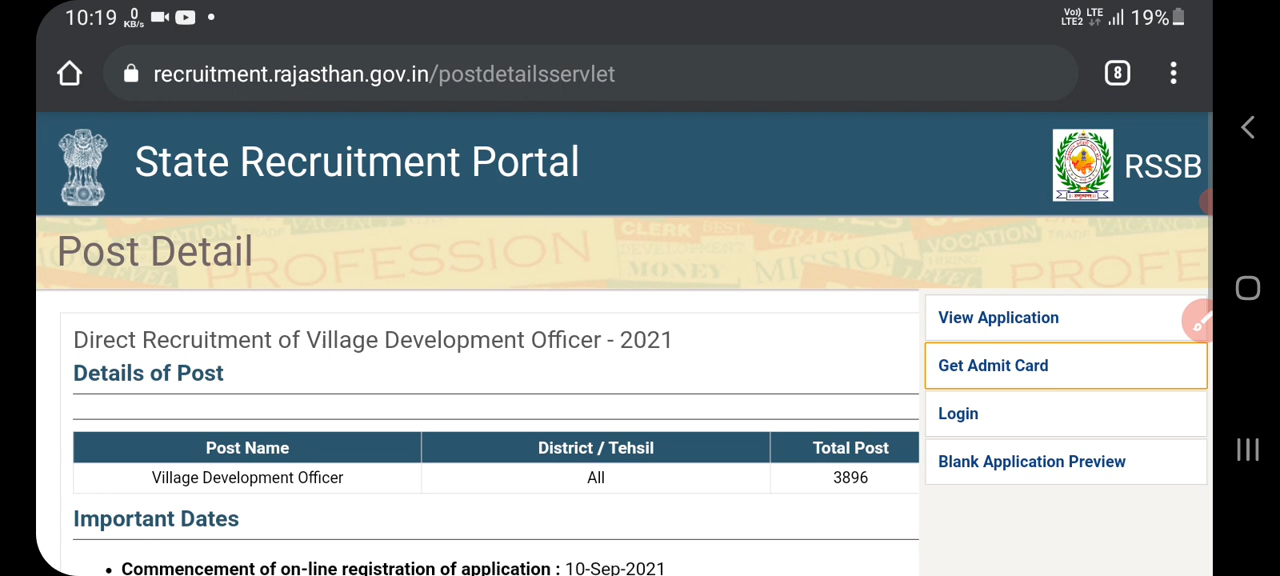 10:19 0 KB/s Vo) LTE LTE2 19%
recruitment.rajasthan.gov.in/postdetailsservlet 8
State Recruitment Portal RSSB
Post Detail
PROFESSION CLERK BEST DEVELOPMENT MONEY MISSION VOCATION TRADE PROFE
View Application
Get Admit Card
Login
Blank Application Preview
Direct Recruitment of Village Development Officer - 2021
Details of Post
Post Name District / Tehsil Total Post
Village Development Officer All 3896
Important Dates
• Commencement of on-line registration of application : 10-Sep-2021